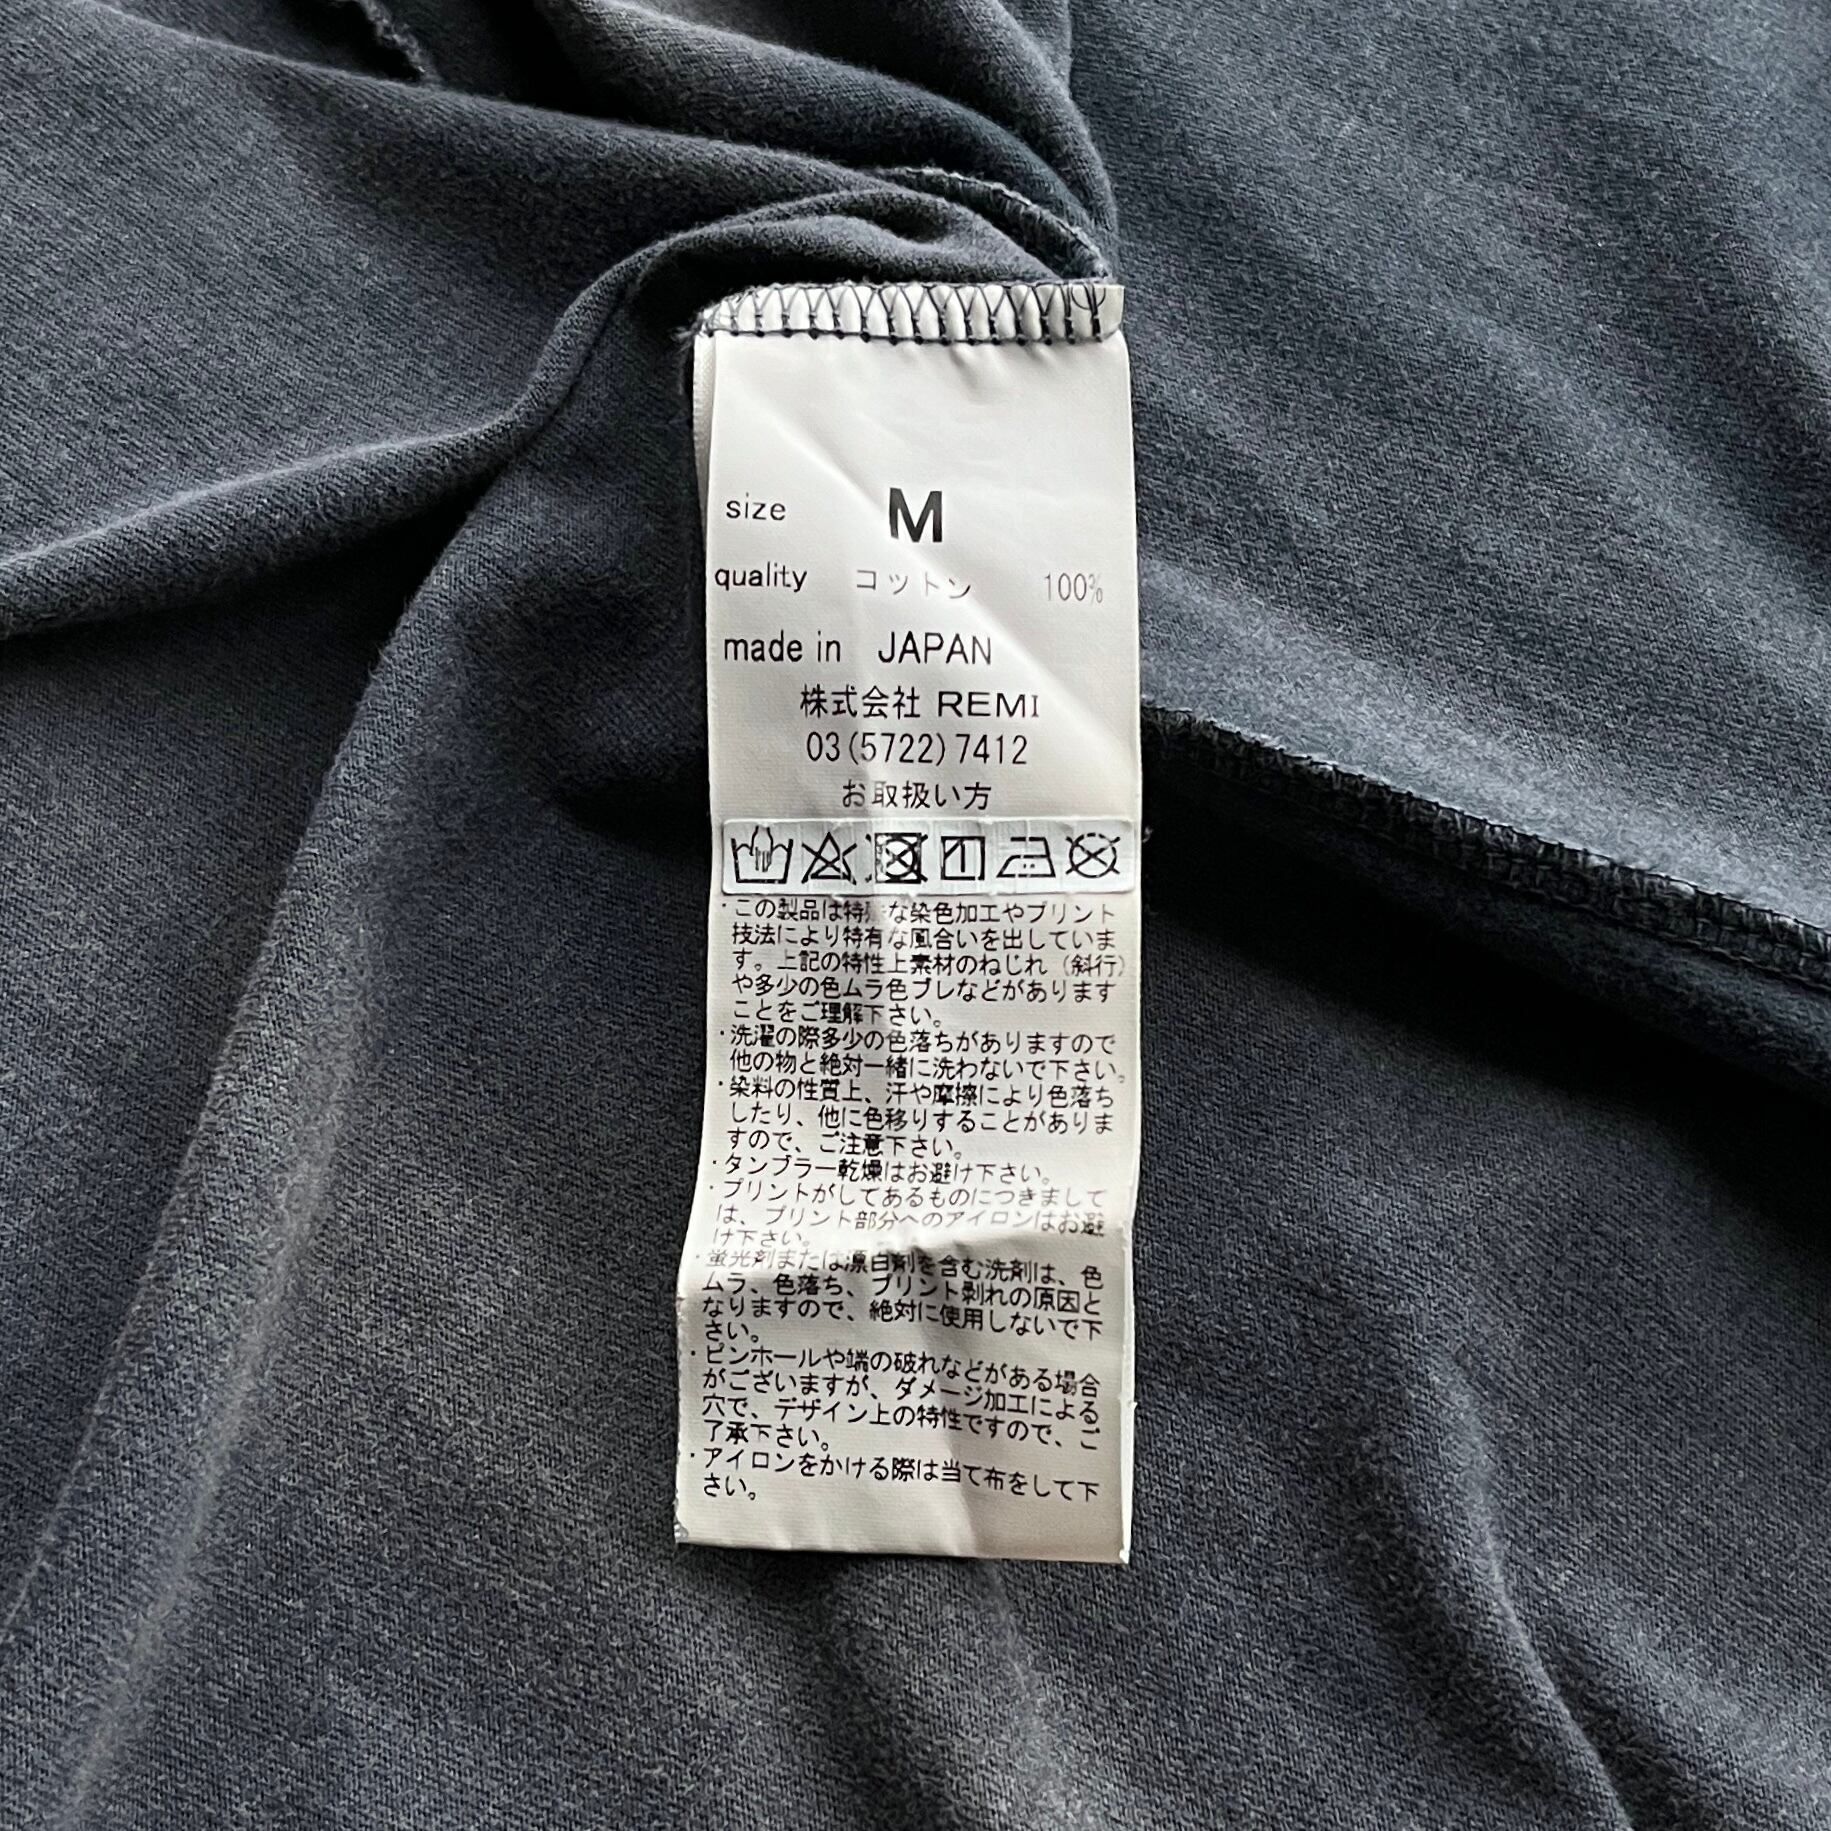 size M
quality コットン 100%
made in JAPAN
株式会社 REMI
03(5722)7412
お取扱い方
・この製品は特殊な染色加工やプリント
技法により特有な風合いを出していま
す。上記の特性上素材のねじれ（斜行）
や多少の色ムラ色ブレなどがあります
ことをご理解下さい。
・洗濯の際多少の色落ちがありますので
他の物と絶対一緒に洗わないで下さい。
・染料の性質上、汗や摩擦により色落ち
したり、他に色移りすることがありま
すので、ご注意下さい。
・タンブラー乾燥はお避け下さい。
・プリントがしてあるものにつきまして
は、プリント部分へのアイロンはお避
け下さい。
・蛍光剤または漂白剤を含む洗剤は、色
ムラ、色落ち、プリント剥れの原因と
なりますので、絶対に使用しないで下
さい。
・ピンホールや端の破れなどがある場合
がございますが、ダメージ加工による
穴で、デザイン上の特性ですので、ご
了承下さい。
・アイロンをかける際は当て布をして下
さい。